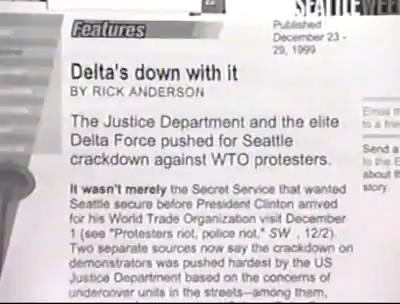 SEATTLEWEE
Features
Published
December 23 -
29, 1999
Delta's down with it
BY RICK ANDERSON
The Justice Department and the elite
Delta Force pushed for Seattle
crackdown against WTO protesters.
It wasn't merely the Secret Service that wanted
Seattle secure before President Clinton arrived
for his World Trade Organization visit December
1 (see "Protesters riot, police not," SW , 12/2).
Two separate sources now say the crackdown on
demonstrators was pushed hardest by the US
Justice Department based on the concerns of
undercover units in the streets--among them,
Email
to a
Send a
to the E
about
story.